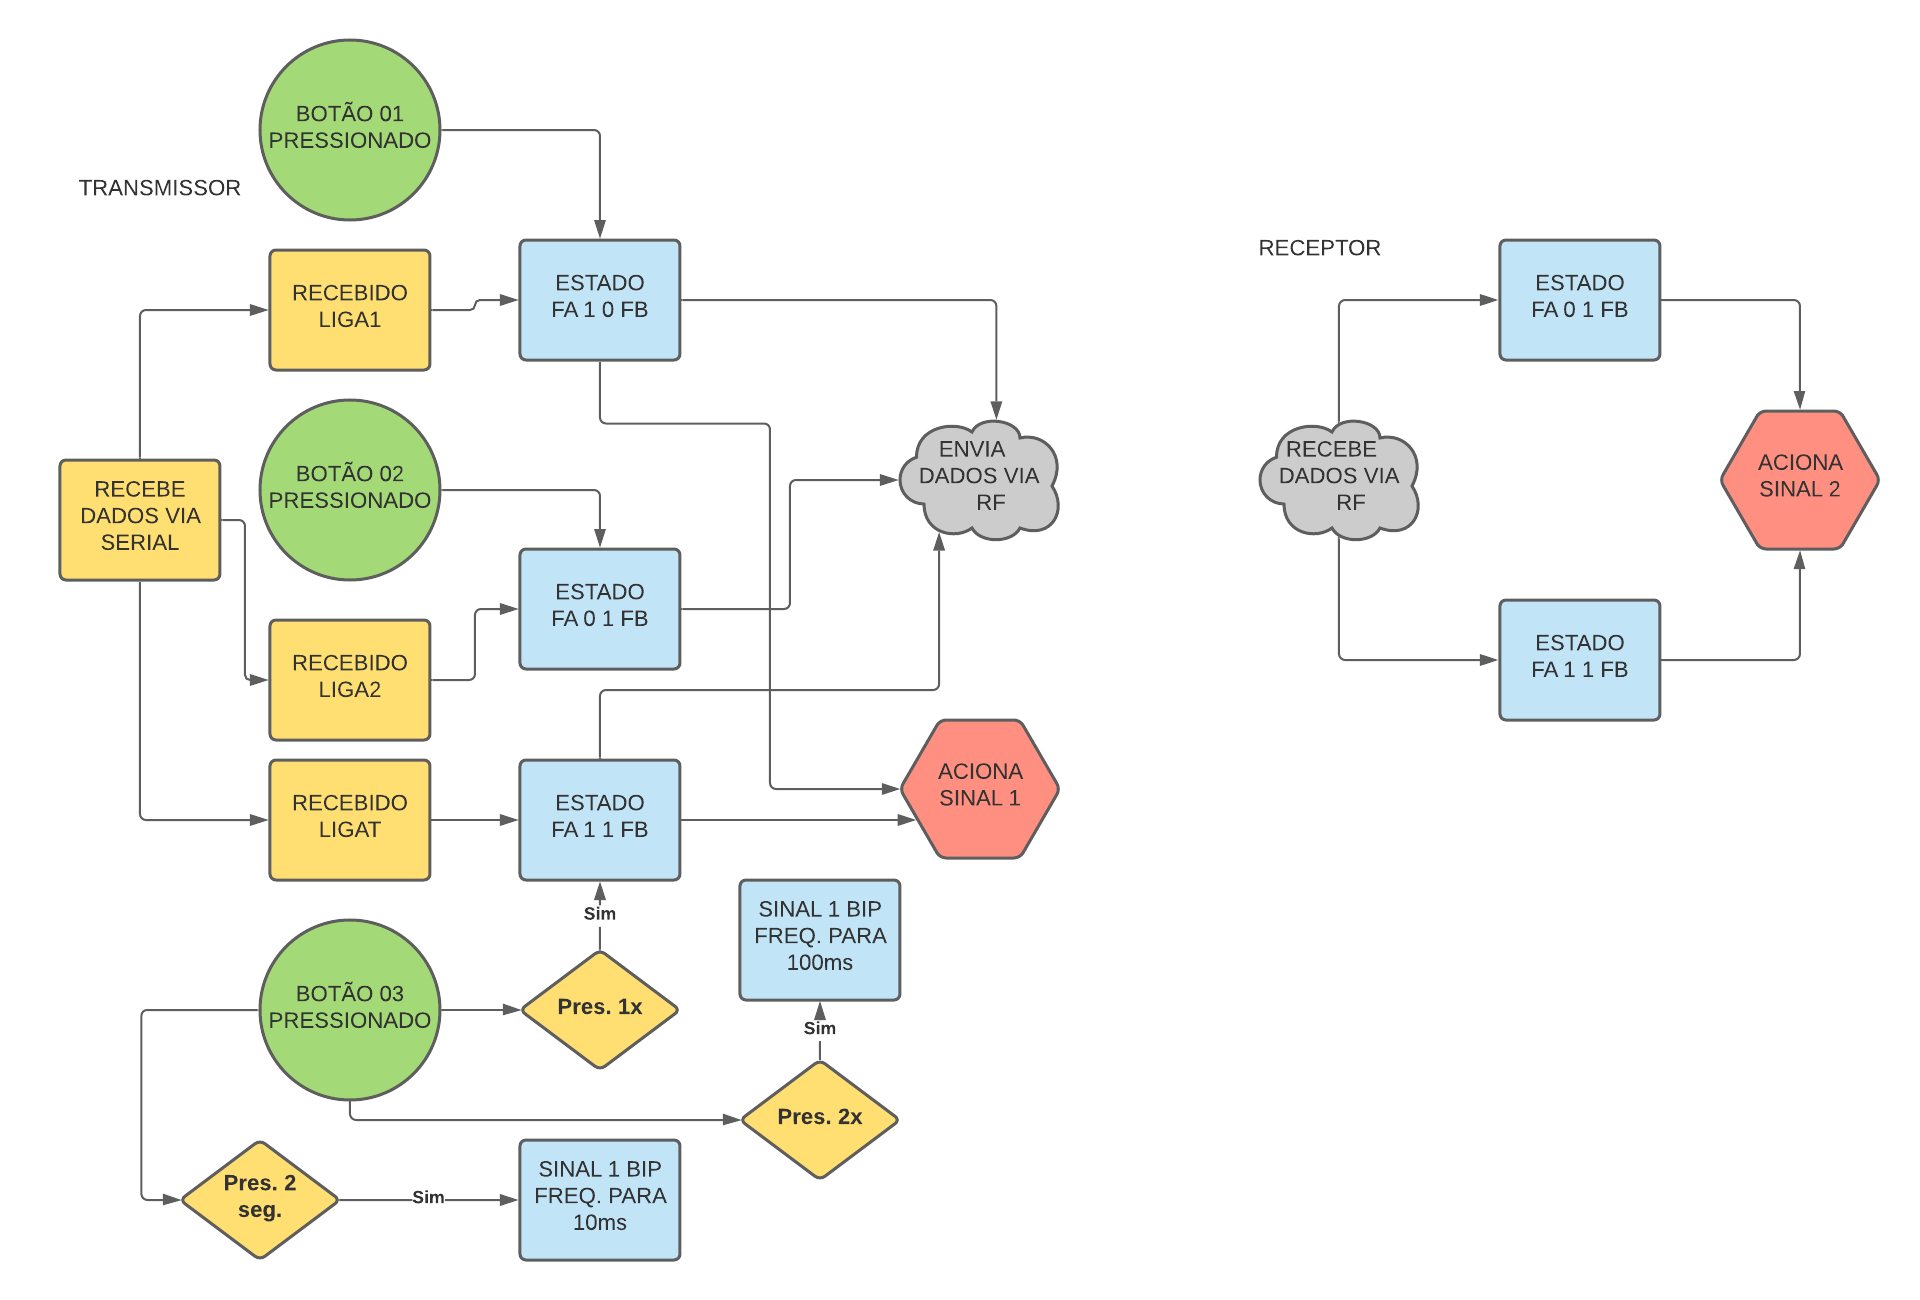 BOTÃO 01
PRESSIONADO
TRANSMISSOR
RECEBIDO
LIGA1
ESTADO
FA 1 0 FB
BOTÃO 02
PRESSIONADO
RECEBE
DADOS VIA
SERIAL
ENVIA
DADOS VIA
RF
ESTADO
FA 0 1 FB
RECEBIDO
LIGA2
RECEBIDO
LIGAT
ESTADO
FA 1 1 FB
ACIONA
SINAL 1
Sim
SINAL 1 BIP
FREQ. PARA
100ms
BOTÃO 03
PRESSIONADO
Pres. 1x
Sim
Pres. 2x
Pres. 2
seg.
Sim
SINAL 1 BIP
FREQ. PARA
10ms
RECEPTOR
ESTADO
FA 0 1 FB
RECEBE
DADOS VIA
RF
ACIONA
SINAL 2
ESTADO
FA 1 1 FB